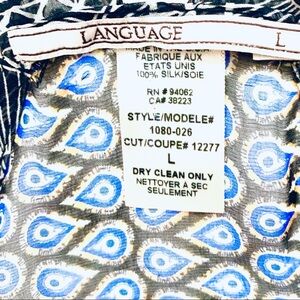 LANGUAGE L
MADE IN THE U.S.A.
FABRIQUE AUX
ETATS UNIS
100% SILK/SOIE
RN # 94062
CA# 38223
STYLE/MODELE#
1080-026
CUT/COUPE# 12277
L
DRY CLEAN ONLY
NETTOYER A SEC
SEULEMENT